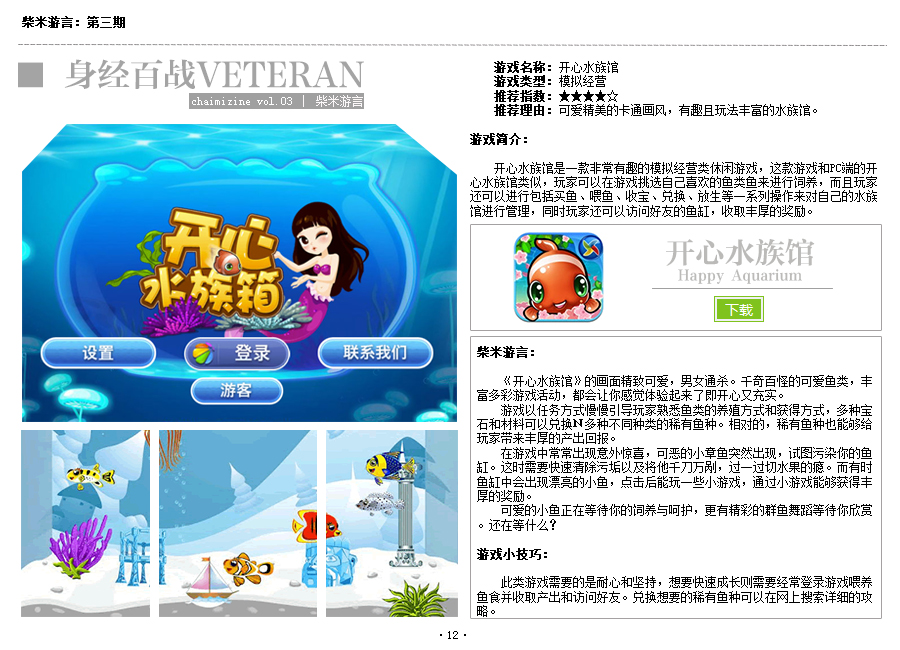 柴米游言：第三期
身经百战VETERAN
chaimizine vol.03 | 柴米游言
开心
水族箱
设置
登录
联系我们
游客
游戏名称：开心水族馆
游戏类型：模拟经营
推荐指数：★★★★☆
推荐理由：可爱精美的卡通画风，有趣且玩法丰富的水族馆。
游戏简介：
开心水族馆是一款非常有趣的模拟经营类休闲游戏，这款游戏和PC端的开
心水族馆类似，玩家可以在游戏挑选自己喜欢的鱼类鱼来进行饲养，而且玩家
还可以进行包括买鱼、喂鱼、收宝、兑换、放生等一系列操作来对自己的水族
馆进行管理，同时玩家还可以访问好友的鱼缸，收取丰厚的奖励。
开心水族馆
Happy Aquarium
下载
柴米游言：
《开心水族馆》的画面精致可爱，男女通杀。千奇百怪的可爱鱼类，丰
富多彩游戏活动，都会让你感觉体验起来了即开心又充实。
游戏以任务方式慢慢引导玩家熟悉鱼类的养殖方式和获得方式，多种宝
石和材料可以兑换N多种不同种类的稀有鱼种。相对的，稀有鱼种也能够给
玩家带来丰厚的产出回报。
在游戏中常常出现意外惊喜，可恶的小章鱼突然出现，试图污染你的鱼
缸。这时需要快速清除污垢以及将他千刀万剐，过一过切水果的瘾。而有时
鱼缸中会出现漂亮的小鱼，点击后能玩一些小游戏，通过小游戏能够获得丰
厚的奖励。
可爱的小鱼正在等待你的饲养与呵护，更有精彩的群鱼舞蹈等待你欣赏
。还在等什么？
游戏小技巧：
此类游戏需要的是耐心和坚持，想要快速成长则需要经常登录游戏喂养
鱼食并收取产出和访问好友。兑换想要的稀有鱼种可以在网上搜索详细的攻
略。
· 12 ·